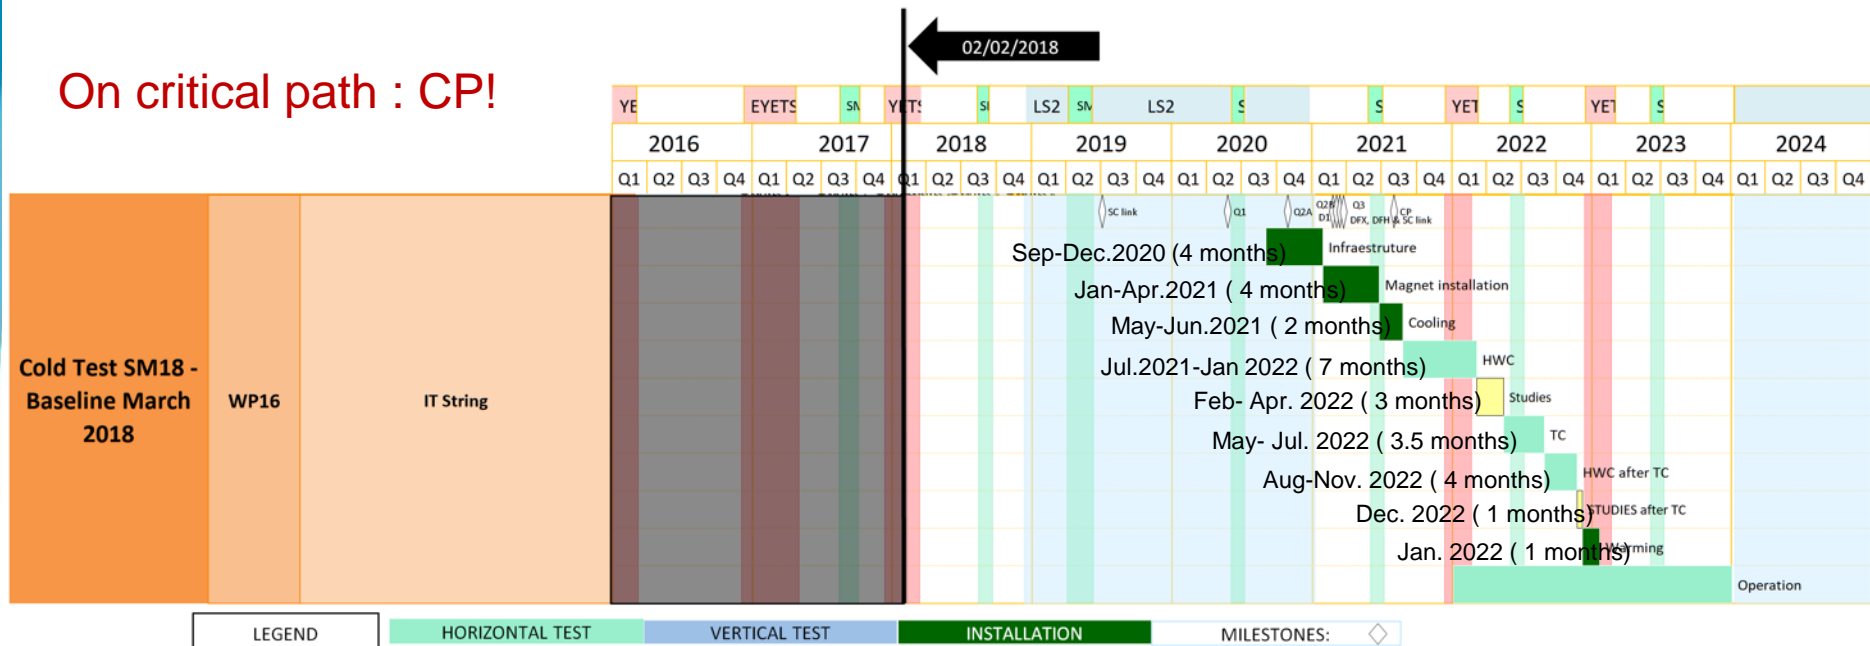 02/02/2018
On critical path : CP!
YE EYETS SM YETS SI LS2 SM LS2 S S YET S YET S
2016 2017 2018 2019 2020 2021 2022 2023 2024
Q1 Q2 Q3 Q4 Q1 Q2 Q3 Q4 Q1 Q2 Q3 Q4 Q1 Q2 Q3 Q4 Q1 Q2 Q3 Q4 Q1 Q2 Q3 Q4 Q1 Q2 Q3 Q4 Q1 Q2 Q3 Q4 Q1 Q2 Q3 Q4
SC link Q1 Q2A Q2B Q3 CP
D1 DFX, DFH & SC link
Sep-Dec.2020 (4 months) Infraestruture
Jan-Apr.2021 ( 4 months) Magnet installation
May-Jun.2021 ( 2 months) Cooling
Jul.2021-Jan 2022 ( 7 months) HWC
Cold Test SM18 -
Baseline March
2018
WP16
IT String
Feb- Apr. 2022 ( 3 months) Studies
May- Jul. 2022 ( 3.5 months) TC
Aug-Nov. 2022 ( 4 months) HWC after TC
Dec. 2022 ( 1 months) STUDIES after TC
Jan. 2022 ( 1 months) Warming
Operation
LEGEND HORIZONTAL TEST VERTICAL TEST INSTALLATION MILESTONES: